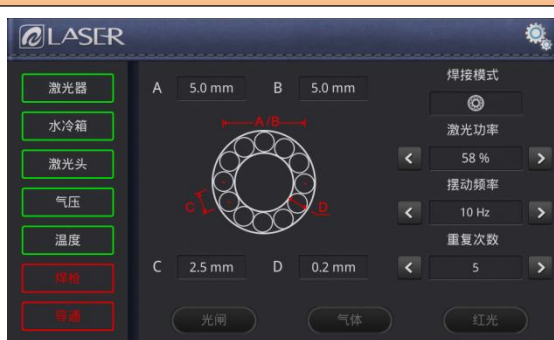 LASER
激光器
水冷箱
激光头
气压
温度
焊枪
导通
A 5.0 mm B 5.0 mm
A/B
C
D
C 2.5 mm D 0.2 mm
焊接模式
激光功率
< 58 % >
摆动频率
< 10 Hz >
重复次数
< 5 >
光闸
气体
红光